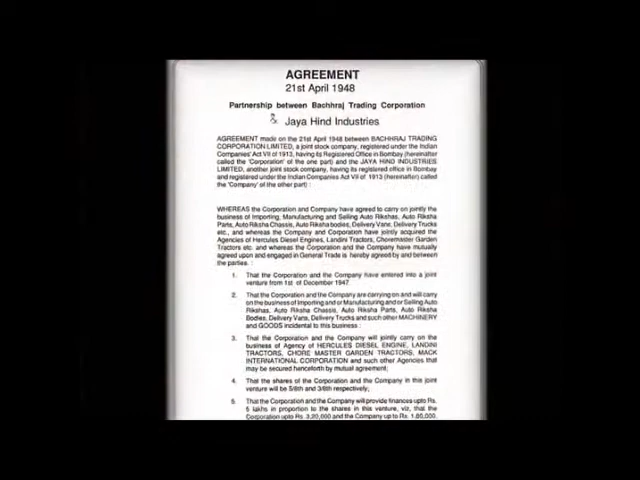 AGREEMENT
21st April 1948
Partnership between Bachhraj Trading Corporation
& Jaya Hind Industries
AGREEMENT made on the 21st April 1948 between BACHHRAJ TRADING
CORPORATION LIMITED, a joint stock company, registered under the Indian
Companies' Act VII of 1913, having its Registered Office in Bombay (hereinafter
called the 'Corporation' of the one part) and the JAYA HIND INDUSTRIES
LIMITED, another joint stock company, having its registered office in Bombay
and registered under the Indian Companies Act VII of 1913 (hereinafter) called
the 'Company' of the other part) :
WHEREAS the Corporation and Company have agreed to carry on jointly the
business of Importing, Manufacturing and Selling Auto Rikshas, Auto Riksha
Parts, Auto Riksha Chassis, Auto Riksha bodies, Delivery Vans, Delivery Trucks
etc., and whereas the Company and Corporation have jointly acquired the
Agencies of Hercules Diesel Engines, Landini Tractors, Choremaster Garden
Tractors etc. and whereas the Corporation and the Company have mutually
agreed upon and engaged in General Trade is hereby agreed by and between
the parties. :
1. That the Corporation and the Company have entered into a joint
venture from 1st of December 1947
2. That the Corporation and the Company are carrying on and will carry
on the business of Importing and or Manufacturing and or Selling Auto
Rikshas, Auto Riksha Chassis, Auto Riksha Parts, Auto Riksha
Bodies, Delivery Vans, Delivery Trucks and such other MACHINERY
and GOODS incidental to this business :
3. That the Corporation and the Company will jointly carry on the
business of Agency of HERCULES DIESEL ENGINE, LANDINI
TRACTORS, CHORE MASTER GARDEN TRACTORS, MACK
INTERNATIONAL CORPORATION and such other Agencies that
may be secured henceforth by mutual agreement;
4. That the shares of the Corporation and the Company in this joint
venture will be 5/8th and 3/8th respectively;
5. That the Corporation and the Company will provide finances upto Rs.
5 lakhs in proportion to the shares in this venture, viz, that the
Corporation upto Rs. 3,20,000 and the Company up to Rs. 1,80,000.